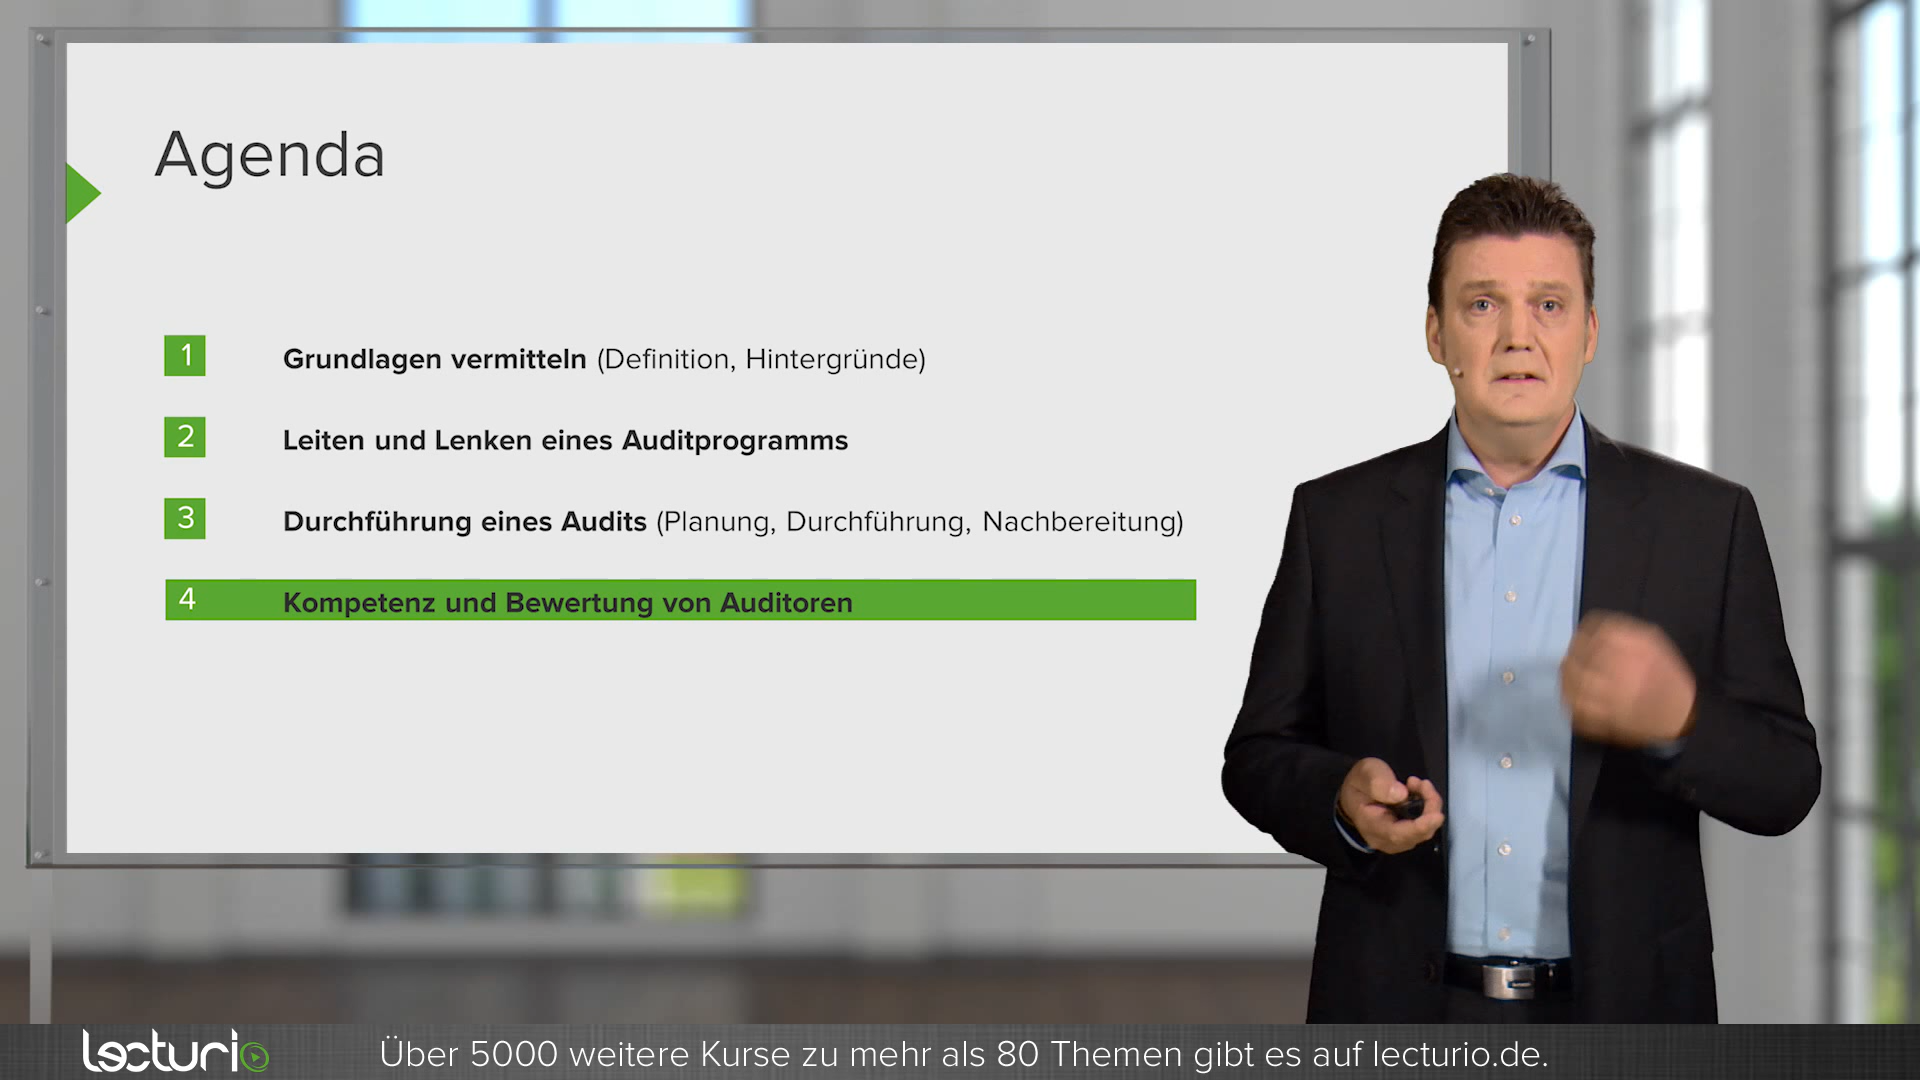 Agenda
1 Grundlagen vermitteln (Definition, Hintergründe)
2 Leiten und Lenken eines Auditprogramms
3 Durchführung eines Audits (Planung, Durchführung, Nachbereitung)
4 Kompetenz und Bewertung von Auditoren
lecturio Über 5000 weitere Kurse zu mehr als 80 Themen gibt es auf lecturio.de.